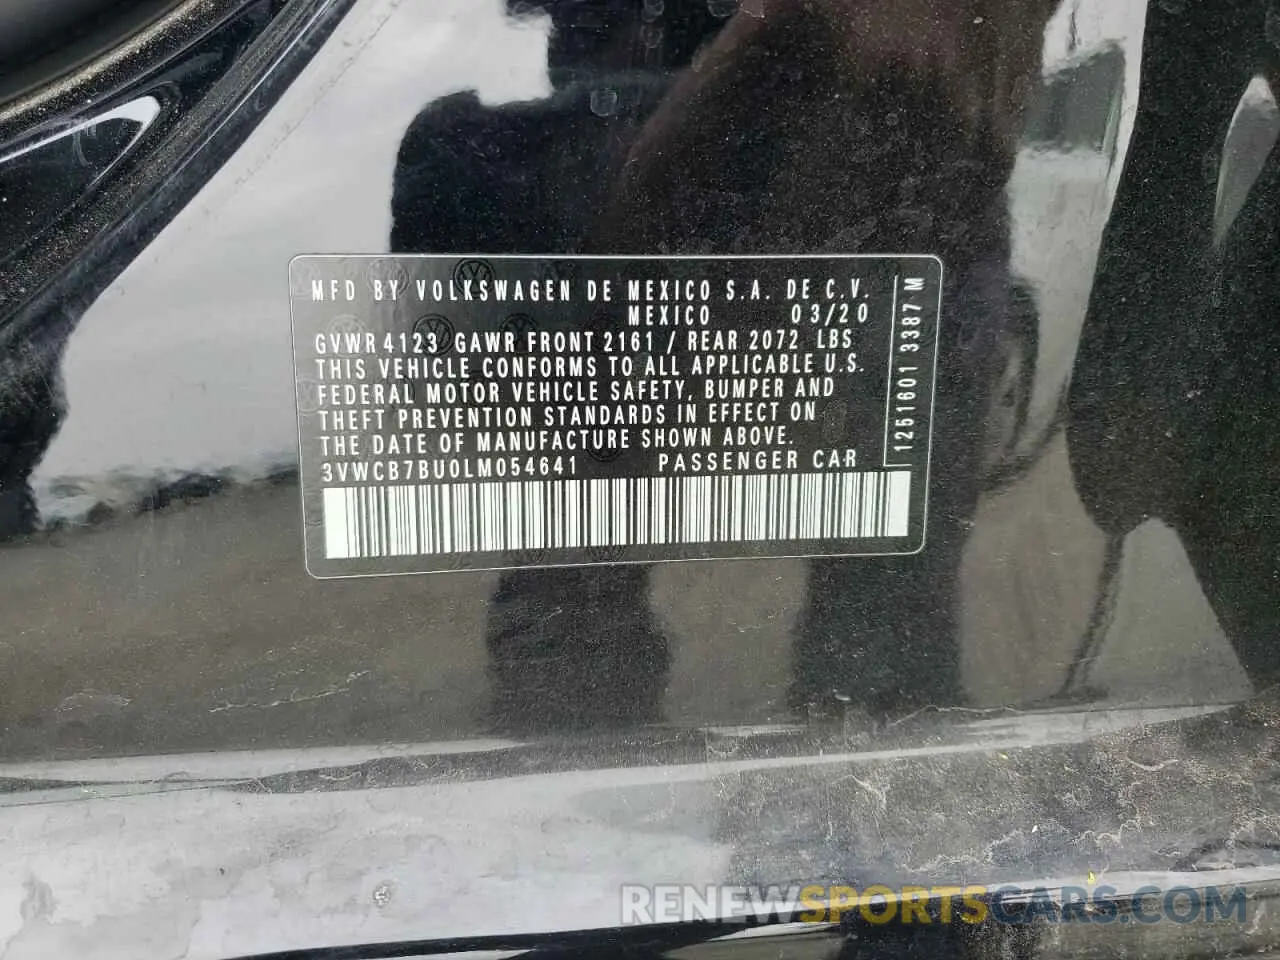 MFD BY VOLKSWAGEN DE MEXICO S.A. DE C.V.
MEXICO 03/20
GVWR 4123 GAWR FRONT 2161 / REAR 2072 LBS
THIS VEHICLE CONFORMS TO ALL APPLICABLE U.S.
FEDERAL MOTOR VEHICLE SAFETY, BUMPER AND
THEFT PREVENTION STANDARDS IN EFFECT ON
THE DATE OF MANUFACTURE SHOWN ABOVE.
3VWCB7BU0LM054641 PASSENGER CAR
1251601 3387 M
RENEWSPORTSCARS.COM